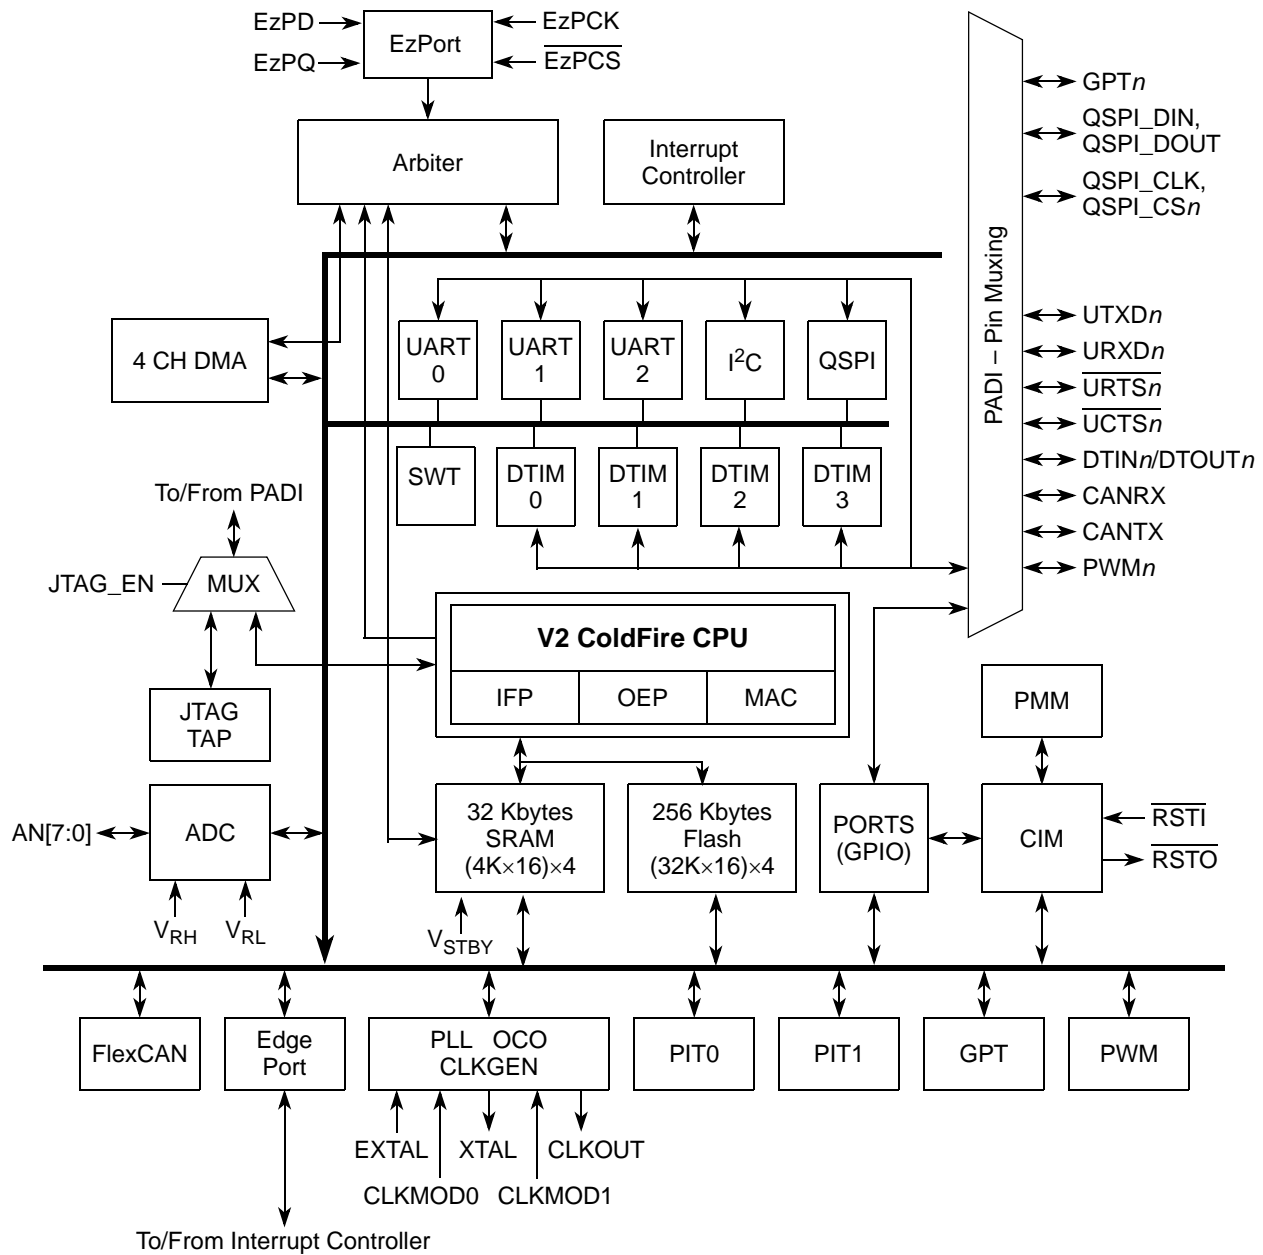 EzPD
EzPQ
EzPort
EzPCK
EzPCS
Arbiter
Interrupt
Controller
GPTn
QSPI_DIN,
QSPI_DOUT
QSPI_CLK,
QSPI_CSn
PADI – Pin Muxing
UTXDn
URXDn
URTSn
UCTSn
DTINn/DTOUTn
CANRX
CANTX
PWMn
4 CH DMA
UART
0
UART
1
UART
2
I²C
QSPI
SWT
DTIM
0
DTIM
1
DTIM
2
DTIM
3
To/From PADI
JTAG_EN
MUX
JTAG
TAP
V2 ColdFire CPU
IFP
OEP
MAC
PMM
AN[7:0]
ADC
VRH
VRL
32 Kbytes
SRAM
(4K×16)×4
VSTBY
256 Kbytes
Flash
(32K×16)×4
PORTS
(GPIO)
CIM
RSTI
RSTO
FlexCAN
Edge
Port
PLL OCO
CLKGEN
PIT0
PIT1
GPT
PWM
EXTAL
XTAL
CLKOUT
CLKMOD0
CLKMOD1
To/From Interrupt Controller